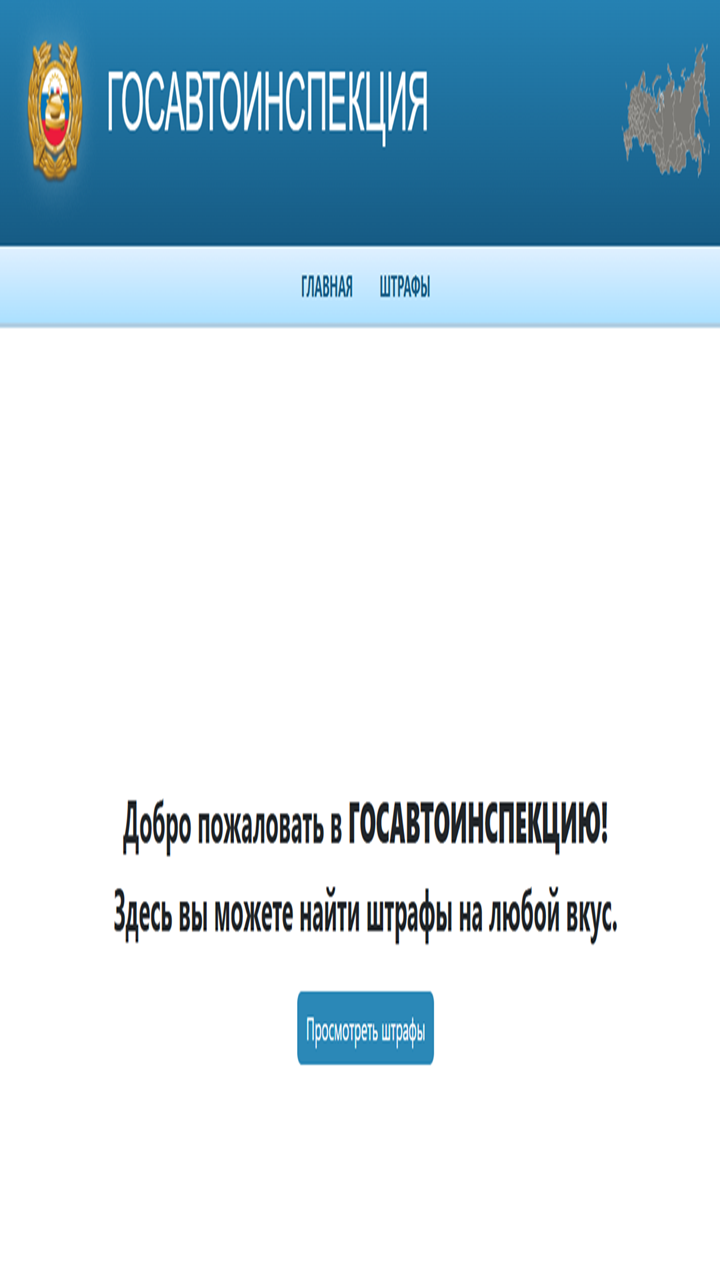 ГОСАВТОИНСПЕКЦИЯ
ГЛАВНАЯ ШТРАФЫ
Добро пожаловать в ГОСАВТОИНСПЕКЦИЮ!
Здесь вы можете найти штрафы на любой вкус.
Просмотреть штрафы